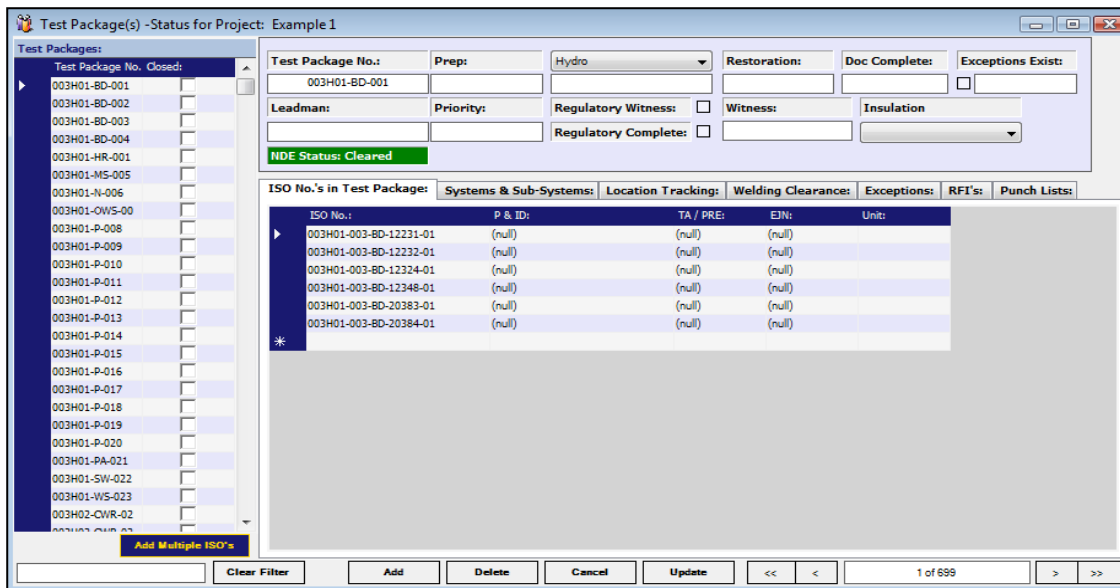 Test Package(s) -Status for Project: Example 1
Test Packages:
Test Package No. Closed:
003H01-BD-001
003H01-BD-002
003H01-BD-003
003H01-BD-004
003H01-HR-001
003H01-MS-005
003H01-N-006
003H01-OWS-00
003H01-P-008
003H01-P-009
003H01-P-010
003H01-P-011
003H01-P-012
003H01-P-013
003H01-P-014
003H01-P-015
003H01-P-016
003H01-P-017
003H01-P-018
003H01-P-019
003H01-P-020
003H01-PA-021
003H01-SW-022
003H01-WS-023
003H02-CWR-02
Add Multiple ISO's
Test Package No.: Prep: Hydro Restoration: Doc Complete: Exceptions Exist:
003H01-BD-001
Leadman: Priority: Regulatory Witness: Witness: Insulation
Regulatory Complete:
NDE Status: Cleared
ISO No.'s in Test Package: Systems & Sub-Systems: Location Tracking: Welding Clearance: Exceptions: RFI's: Punch Lists:
ISO No.: P & ID: TA / PRE: EJN: Unit:
003H01-003-BD-12231-01 (null) (null) (null)
003H01-003-BD-12232-01 (null) (null) (null)
003H01-003-BD-12324-01 (null) (null) (null)
003H01-003-BD-12348-01 (null) (null) (null)
003H01-003-BD-20383-01 (null) (null) (null)
003H01-003-BD-20384-01 (null) (null) (null)
Clear Filter Add Delete Cancel Update << < 1 of 699 > >>